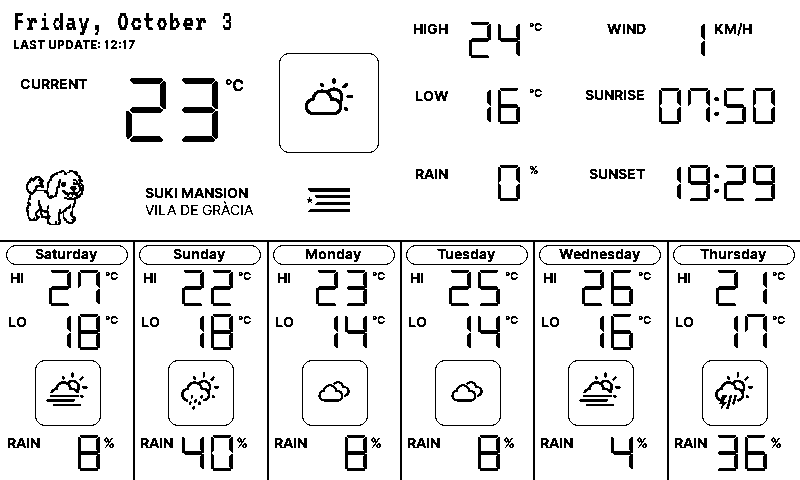 Friday, October 3
LAST UPDATE: 12:17
CURRENT 23 °C
HIGH 24 °C
LOW 16 °C
RAIN 0 %
WIND 1 KM/H
SUNRISE 07:50
SUNSET 19:29
SUKI MANSION
VILA DE GRÀCIA
Saturday
HI 27 °C
LO 18 °C
RAIN 8 %
Sunday
HI 22 °C
LO 18 °C
RAIN 40 %
Monday
HI 23 °C
LO 14 °C
RAIN 8 %
Tuesday
HI 25 °C
LO 14 °C
RAIN 8 %
Wednesday
HI 26 °C
LO 16 °C
RAIN 4 %
Thursday
HI 21 °C
LO 17 °C
RAIN 36 %